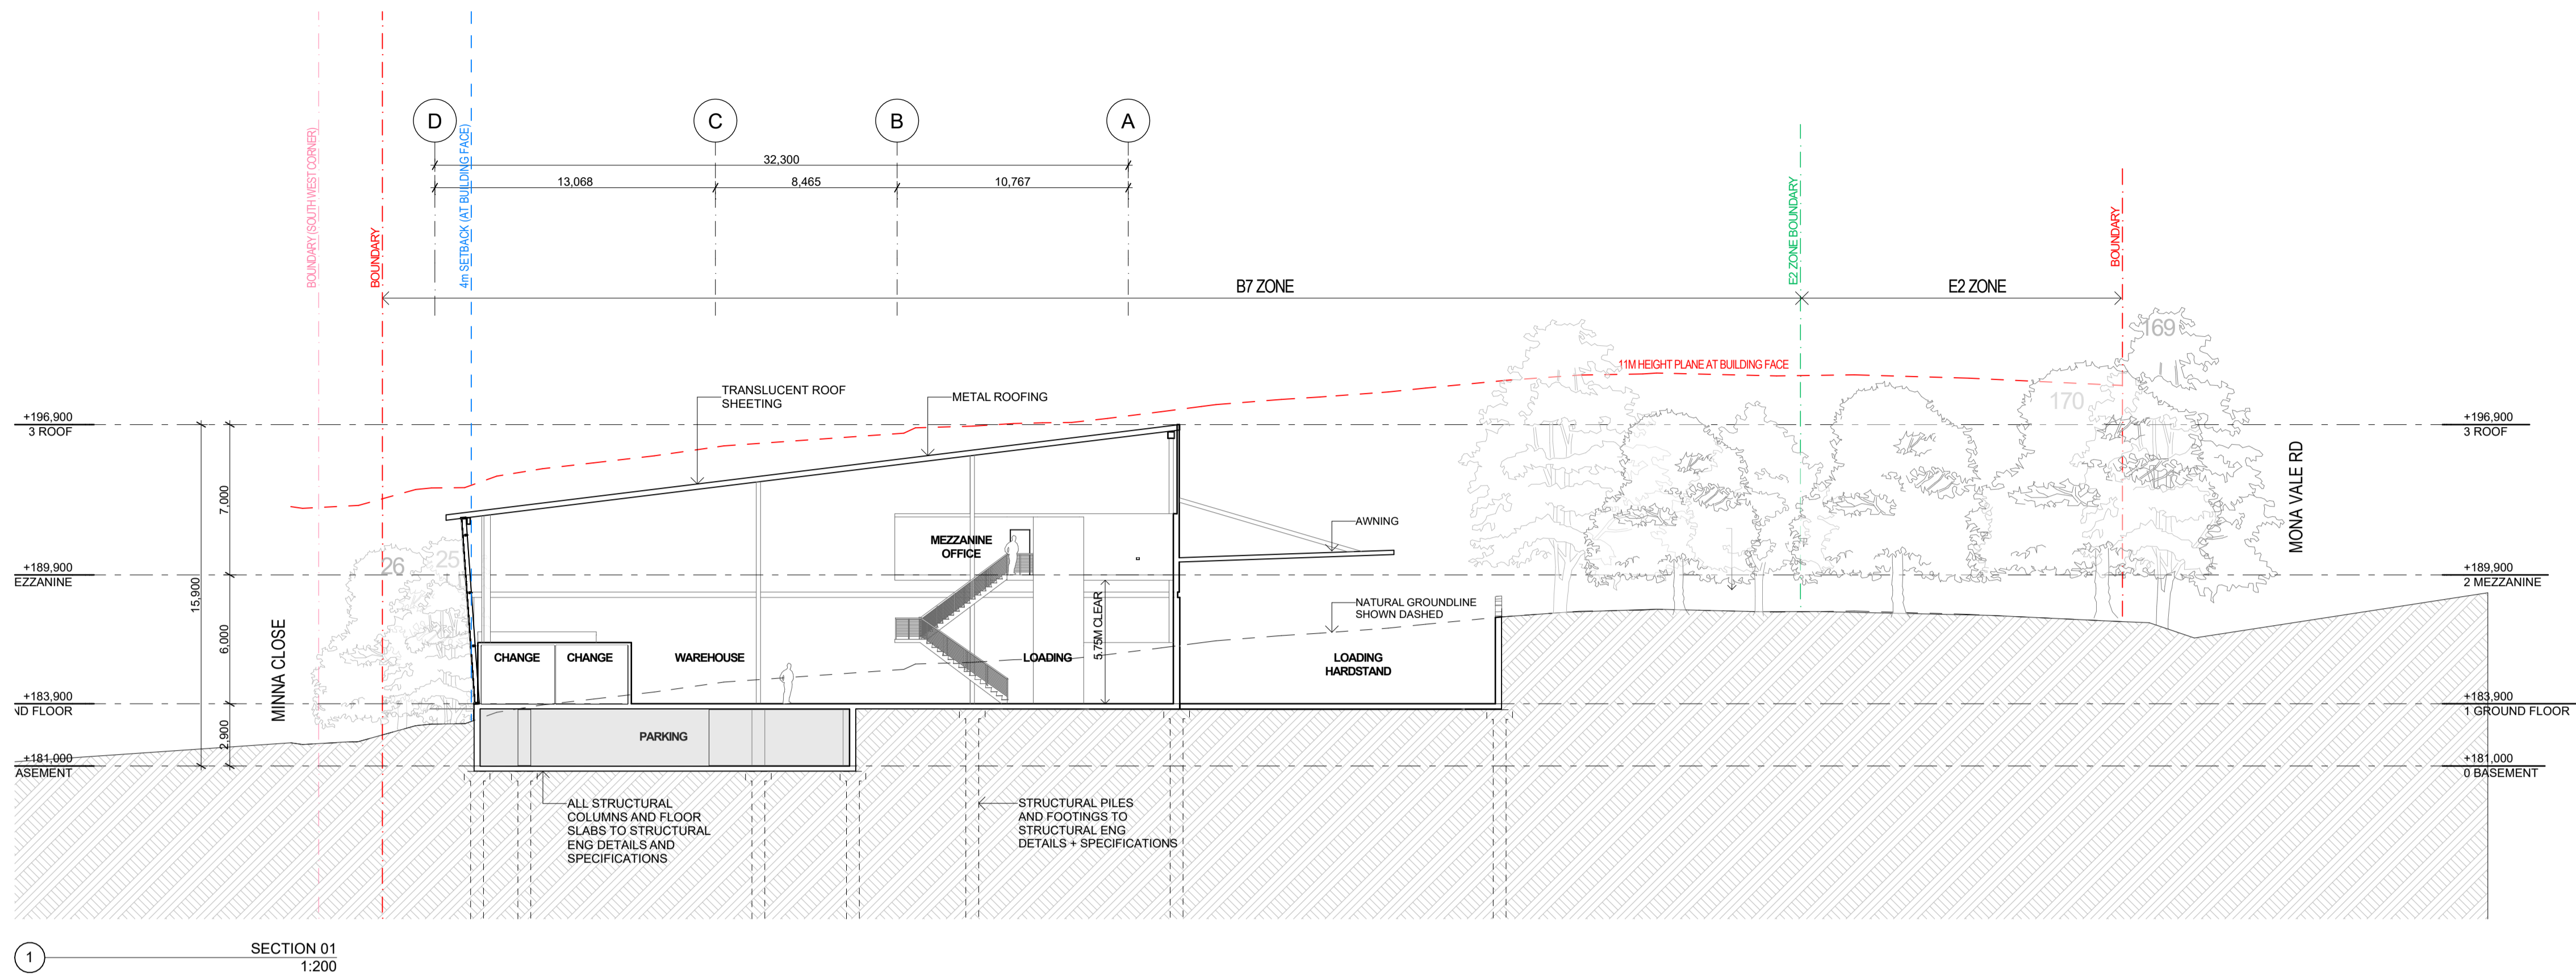 D
C
B
A
32,300
13,068
8,465
10,767
BOUNDARY (SOUTH WEST CORNER)
BOUNDARY
4m SETBACK (AT BUILDING FACE)
E2 ZONE BOUNDARY
BOUNDARY
B7 ZONE
E2 ZONE
169
11M HEIGHT PLANE AT BUILDING FACE
170
TRANSLUCENT ROOF
SHEETING
METAL ROOFING
+196,900
3 ROOF
+196,900
3 ROOF
MONA VALE RD
7,000
15,900
AWNING
MEZZANINE
OFFICE
26
25
+189,900
EZZANINE
+189,900
2 MEZZANINE
NATURAL GROUNDLINE
SHOWN DASHED
5.75M CLEAR
6,000
MINNA CLOSE
CHANGE
CHANGE
WAREHOUSE
LOADING
LOADING
HARDSTAND
+183,900
ND FLOOR
+183,900
1 GROUND FLOOR
2,900
PARKING
+181,000
ASEMENT
+181,000
0 BASEMENT
ALL STRUCTURAL
COLUMNS AND FLOOR
SLABS TO STRUCTURAL
ENG DETAILS AND
SPECIFICATIONS
STRUCTURAL PILES
AND FOOTINGS TO
STRUCTURAL ENG
DETAILS + SPECIFICATIONS
1
SECTION 01
1:200